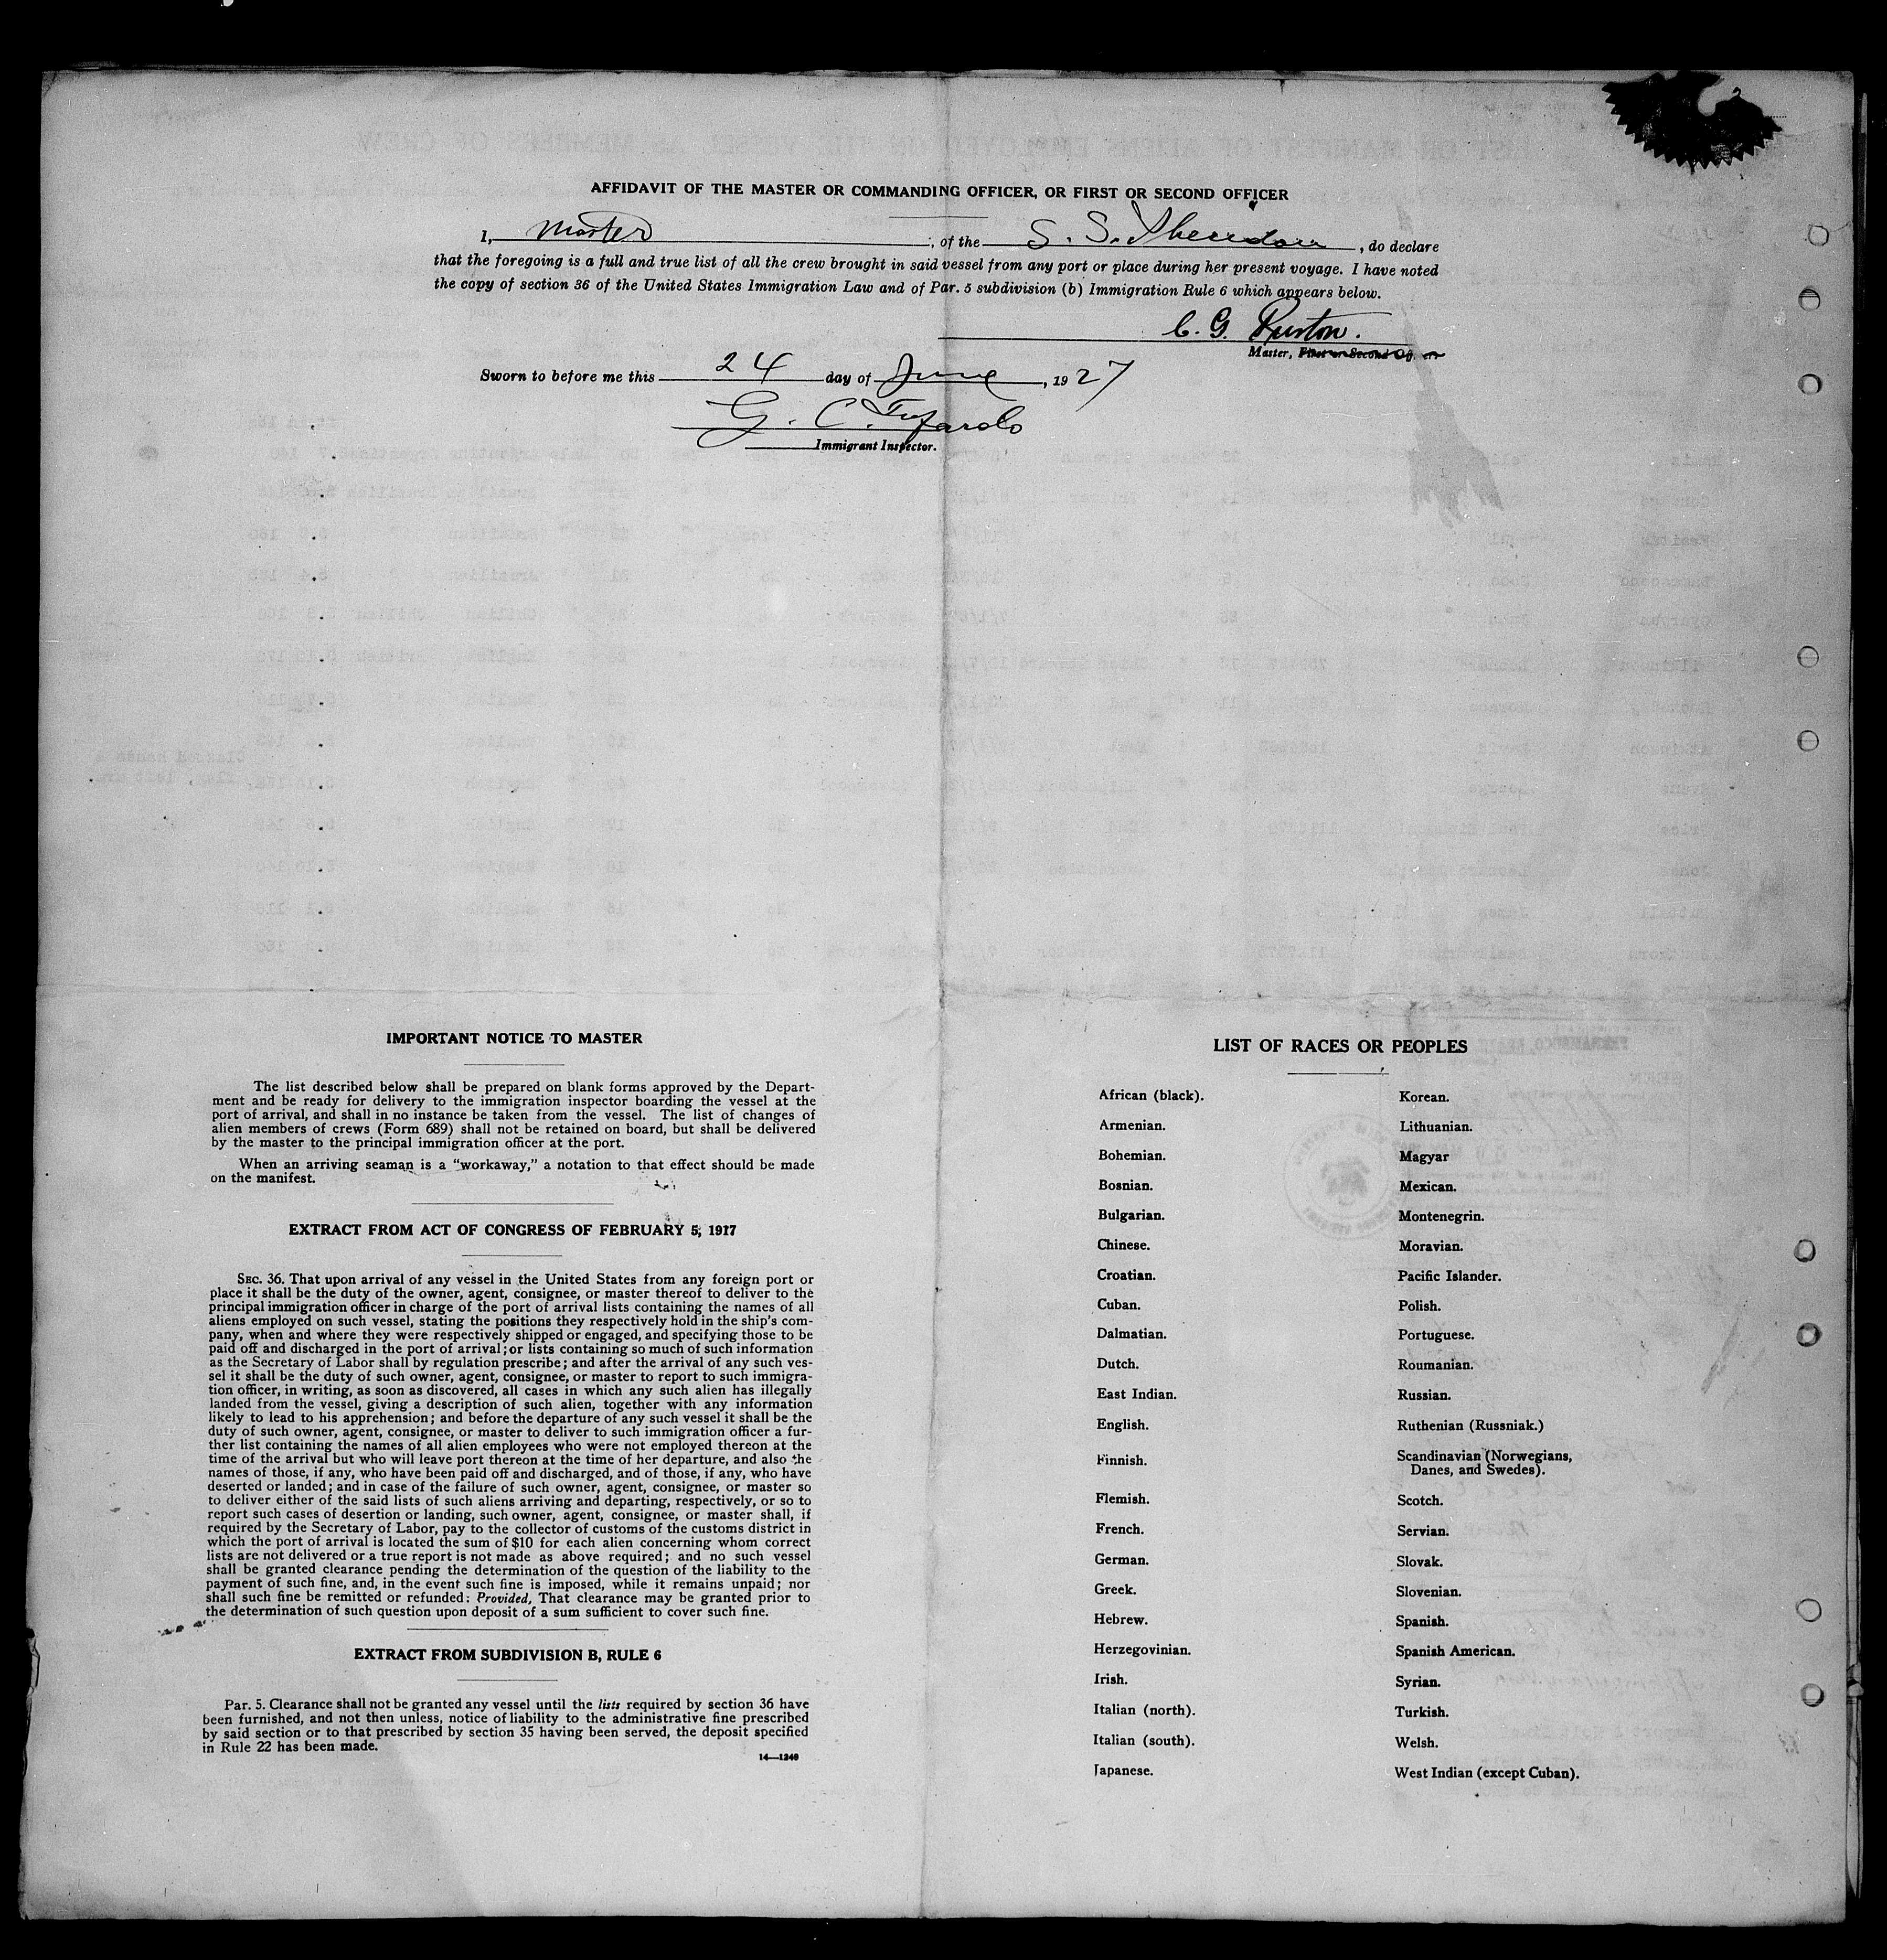 AFFIDAVIT OF THE MASTER OR COMMANDING OFFICER, OR FIRST OR SECOND OFFICER
I, Master, of the S. S. Sheridan, do declare
that the foregoing is a full and true list of all the crew brought in said vessel from any port or place during her present voyage. I have noted
the copy of section 36 of the United States Immigration Law and of Par. 5 subdivision (b) Immigration Rule 6 which appears below.
C. G.
Master, First or Second Off. er
Sworn to before me this 24 day of June, 1927
G. C.
Immigrant Inspector.
IMPORTANT NOTICE TO MASTER
The list described below shall be prepared on blank forms approved by the Depart-
ment and be ready for delivery to the immigration inspector boarding the vessel at the
port of arrival, and shall in no instance be taken from the vessel. The list of changes of
alien members of crews (Form 689) shall not be retained on board, but shall be delivered
by the master to the principal immigration officer at the port.
When an arriving seaman is a "workaway," a notation to that effect should be made
on the manifest.
EXTRACT FROM ACT OF CONGRESS OF FEBRUARY 5, 1917
SEC. 36. That upon arrival of any vessel in the United States from any foreign port or
place it shall be the duty of the owner, agent, consignee, or master thereof to deliver to the
principal immigration officer in charge of the port of arrival lists containing the names of all
aliens employed on such vessel, stating the positions they respectively hold in the ship's com-
pany, when and where they were respectively shipped or engaged, and specifying those to be
paid off and discharged in the port of arrival; or lists containing so much of such information
as the Secretary of Labor shall by regulation prescribe; and after the arrival of any such ves-
sel it shall be the duty of such owner, agent, consignee, or master to report to such immigra-
tion officer, in writing, as soon as discovered, all cases in which any such alien has illegally
landed from the vessel, giving a description of such alien, together with any information
likely to lead to his apprehension; and before the departure of any such vessel it shall be the
duty of such owner, agent, consignee, or master to deliver to such immigration officer a fur-
ther list containing the names of all alien employees who were not employed thereon at the
time of the arrival but who will leave port thereon at the time of her departure, and also the
names of those, if any, who have been paid off and discharged, and of those, if any, who have
deserted or landed; and in case of the failure of such owner, agent, consignee, or master so
to deliver either of the said lists of such aliens arriving and departing, respectively, or so to
report such cases of desertion or landing, such owner, agent, consignee, or master shall, if
required by the Secretary of Labor, pay to the collector of customs of the customs district in
which the port of arrival is located the sum of $10 for each alien concerning whom correct
lists are not delivered or a true report is not made as above required; and no such vessel
shall be granted clearance pending the determination of the question of the liability to the
payment of such fine, and, in the event such fine is imposed, while it remains unpaid; nor
shall such fine be remitted or refunded: Provided, That clearance may be granted prior to
the determination of such question upon deposit of a sum sufficient to cover such fine.
EXTRACT FROM SUBDIVISION B, RULE 6
Par. 5. Clearance shall not be granted any vessel until the lists required by section 36 have
been furnished, and not then unless, notice of liability to the administrative fine prescribed
by said section or to that prescribed by section 35 having been served, the deposit specified
in Rule 22 has been made.
14—1240
LIST OF RACES OR PEOPLES
African (black).
Armenian.
Bohemian.
Bosnian.
Bulgarian.
Chinese.
Croatian.
Cuban.
Dalmatian.
Dutch.
East Indian.
English.
Finnish.
Flemish.
French.
German.
Greek.
Hebrew.
Herzegovinian.
Irish.
Italian (north).
Italian (south).
Japanese.
Korean.
Lithuanian.
Magyar
Mexican.
Montenegrin.
Moravian.
Pacific Islander.
Polish.
Portuguese.
Roumanian.
Russian.
Ruthenian (Russniak.)
Scandinavian (Norwegians,
Danes, and Swedes).
Scotch.
Servian.
Slovak.
Slovenian.
Spanish.
Spanish American.
Syrian.
Turkish.
Welsh.
West Indian (except Cuban).